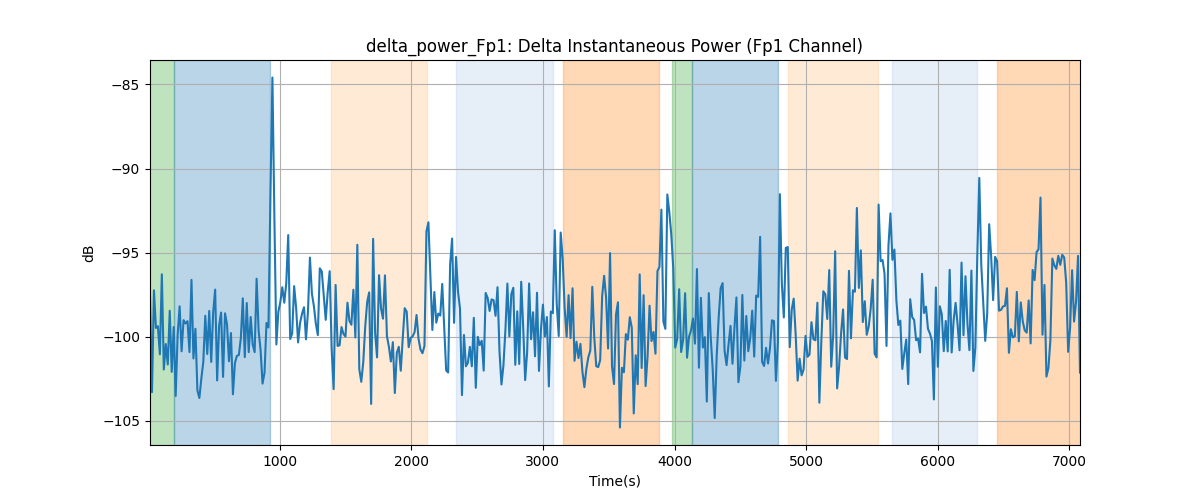 delta_power_Fp1: Delta Instantaneous Power (Fp1 Channel)
−85
−90
−95
−100
−105
dB
1000 2000 3000 4000 5000 6000 7000
Time(s)